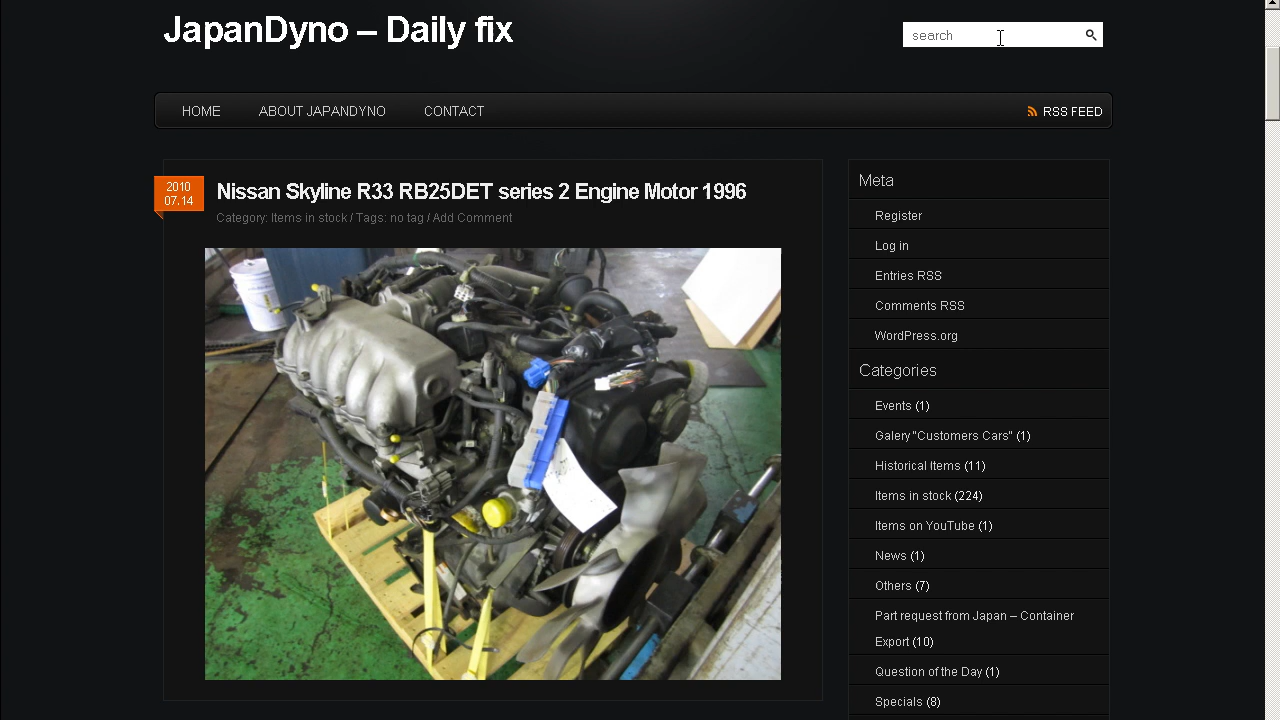 JapanDyno – Daily fix
search
HOME
ABOUT JAPANDYNO
CONTACT
RSS FEED
2010
07.14
Nissan Skyline R33 RB25DET series 2 Engine Motor 1996
Category: Items in stock / Tags: no tag / Add Comment
Meta
Register
Log in
Entries RSS
Comments RSS
WordPress.org
Categories
Events (1)
Galery "Customers Cars" (1)
Historical Items (11)
Items in stock (224)
Items on YouTube (1)
News (1)
Others (7)
Part request from Japan – Container
Export (10)
Question of the Day (1)
Specials (8)